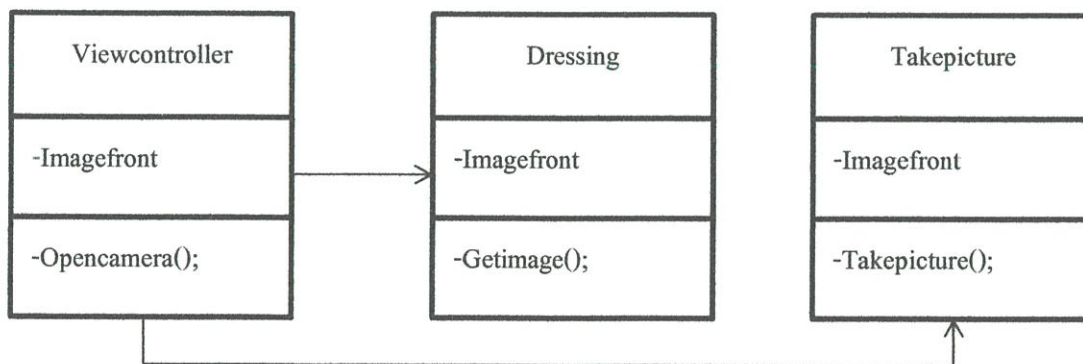 Viewcontroller
-Imagefront
-Opencamera();
Dressing
-Imagefront
-Getimage();
Takepicture
-Imagefront
-Takepicture();